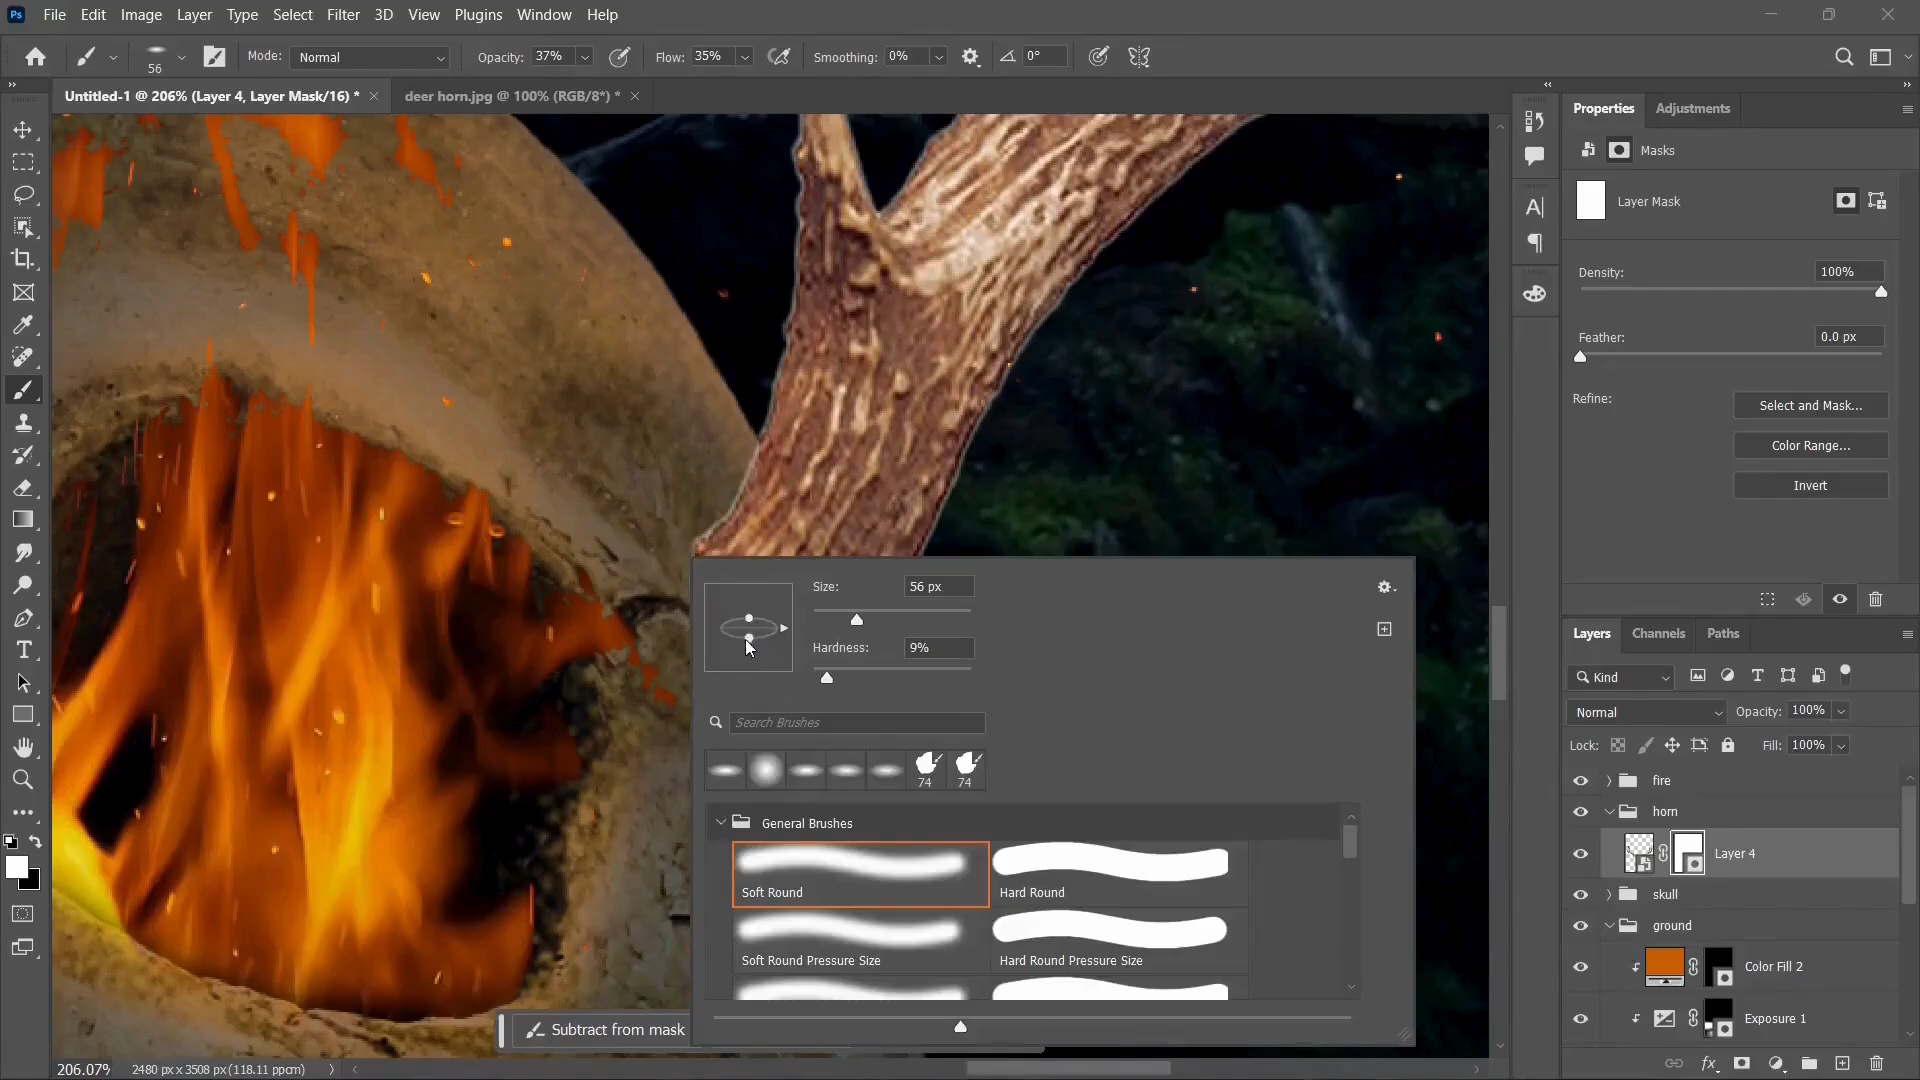 Ps File Edit Image Layer Type Select Filter 3D View Plugins Window Help
56 Mode: Normal Opacity: 37% Flow: 35% Smoothing: 0% 0°
Untitled-1 @ 206% (Layer 4, Layer Mask/16) * deer horn.jpg @ 100% (RGB/8*) *
Properties Adjustments
Masks
Layer Mask
Density: 100%
Feather: 0.0 px
Refine: Select and Mask...
Color Range...
Invert
Size: 56 px
Hardness: 9%
Search Brushes
74 74
General Brushes
Soft Round Hard Round
Soft Round Pressure Size Hard Round Pressure Size
Subtract from mask
Layers Channels Paths
Kind
Normal Opacity: 100%
Lock: Fill: 100%
fire
horn
Layer 4
skull
ground
Color Fill 2
Exposure 1
fx
206.07% 2480 px x 3508 px (118.11 ppcm)